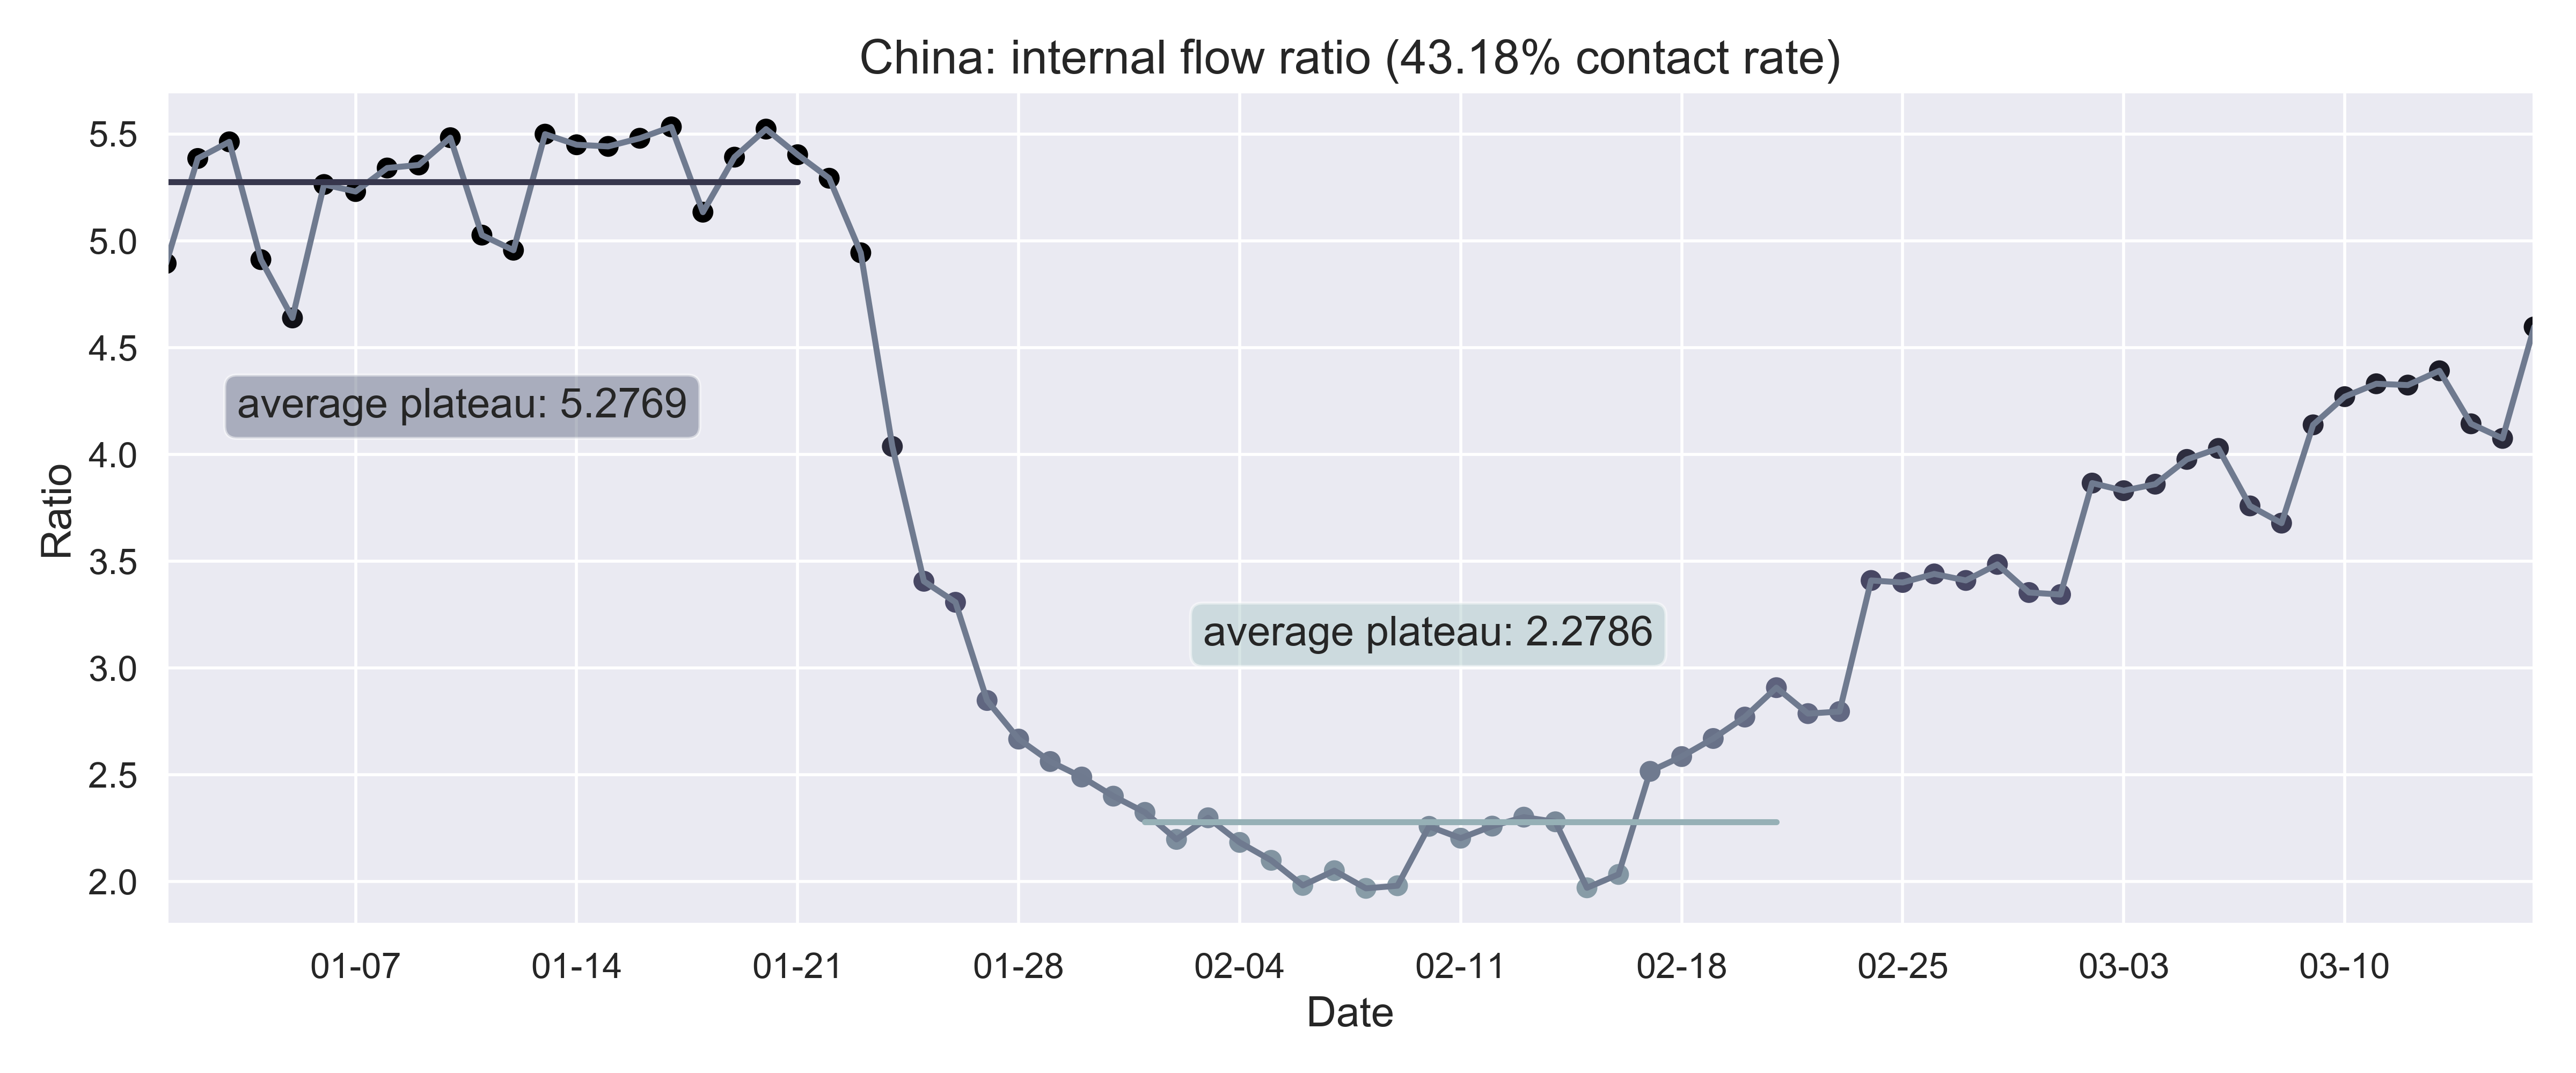 China: internal flow ratio (43.18% contact rate)
5.5
5.0
4.5
4.0
3.5
3.0
2.5
2.0
Ratio
average plateau: 5.2769
average plateau: 2.2786
01-07 01-14 01-21 01-28 02-04 02-11 02-18 02-25 03-03 03-10
Date